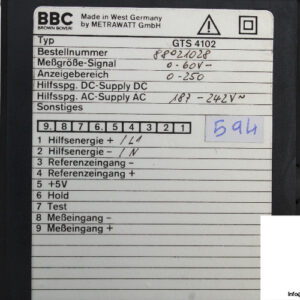 BBC
BROWN BOVERI
Made in West Germany
by METRAWATT GmbH
Typ GTS 4102
Bestellnummer 88021028
Meßgröße-Signal 0-60V-
Anzeigebereich 0-250
Hilfsspg. DC-Supply DC
Hilfsspg. AC-Supply AC 187-242V~
Sonstiges
9. 8 7 6. 5 4 3 2 1
594
1 Hilfsenergie + /L1
2 Hilfsenergie - /N
3 Referenzeingang -
4 Referenzeingang +
5 +5V
6 Hold
7 Test
8 Meßeingang -
9 Meßeingang +